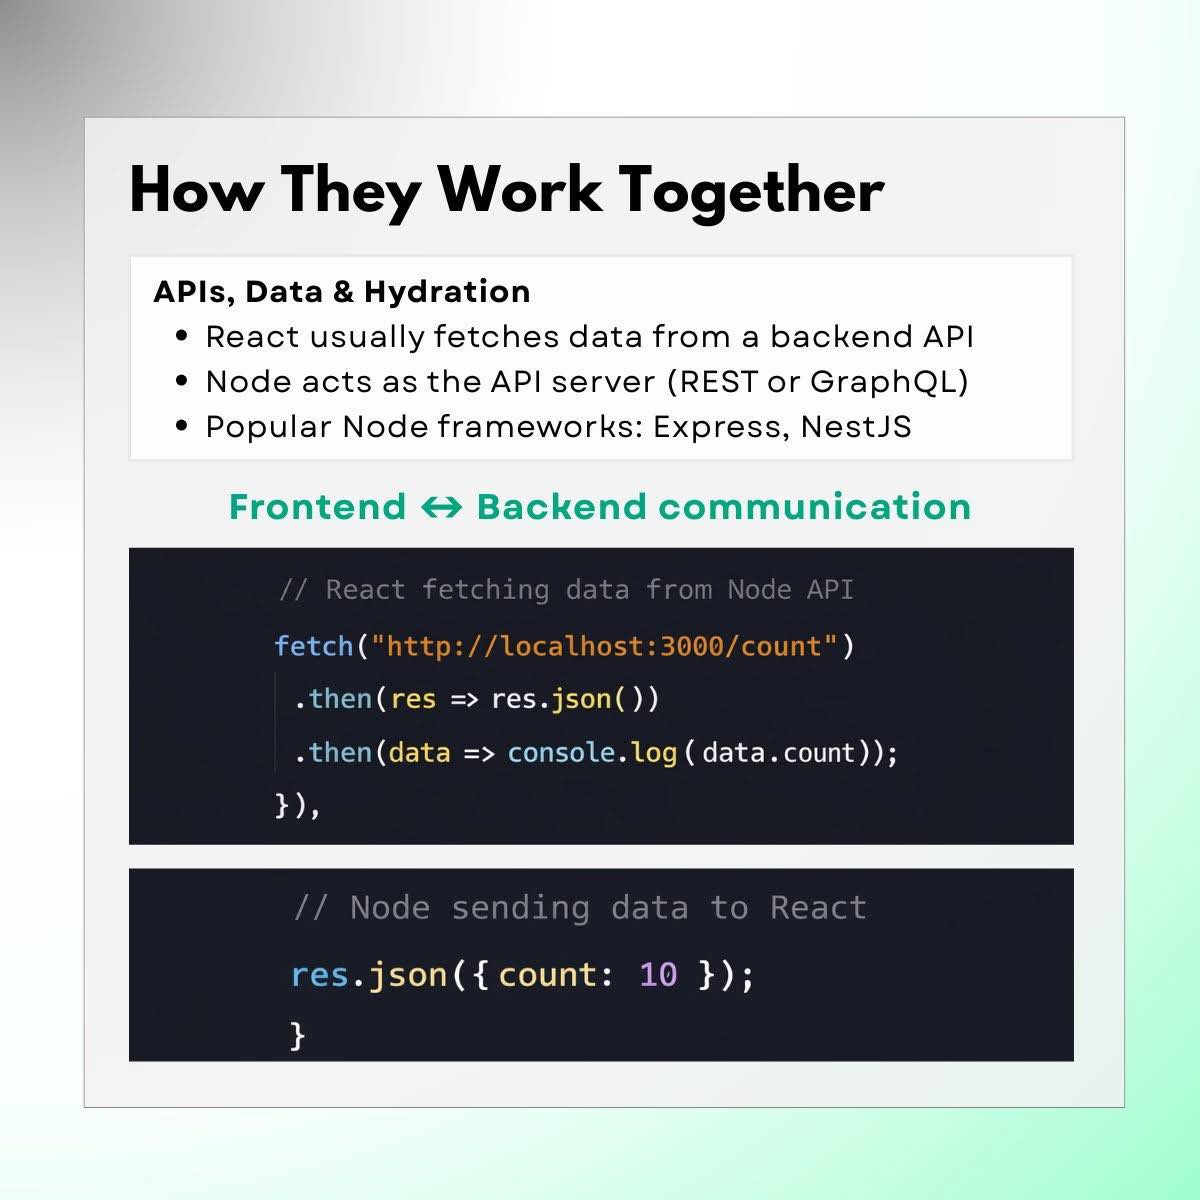 How They Work Together
APIs, Data & Hydration
• React usually fetches data from a backend API
• Node acts as the API server (REST or GraphQL)
• Popular Node frameworks: Express, NestJS
Frontend ↔ Backend communication
// React fetching data from Node API
fetch("http://localhost:3000/count")
.then(res => res.json())
.then(data => console.log(data.count));
}),
// Node sending data to React
res.json({ count: 10 });
}